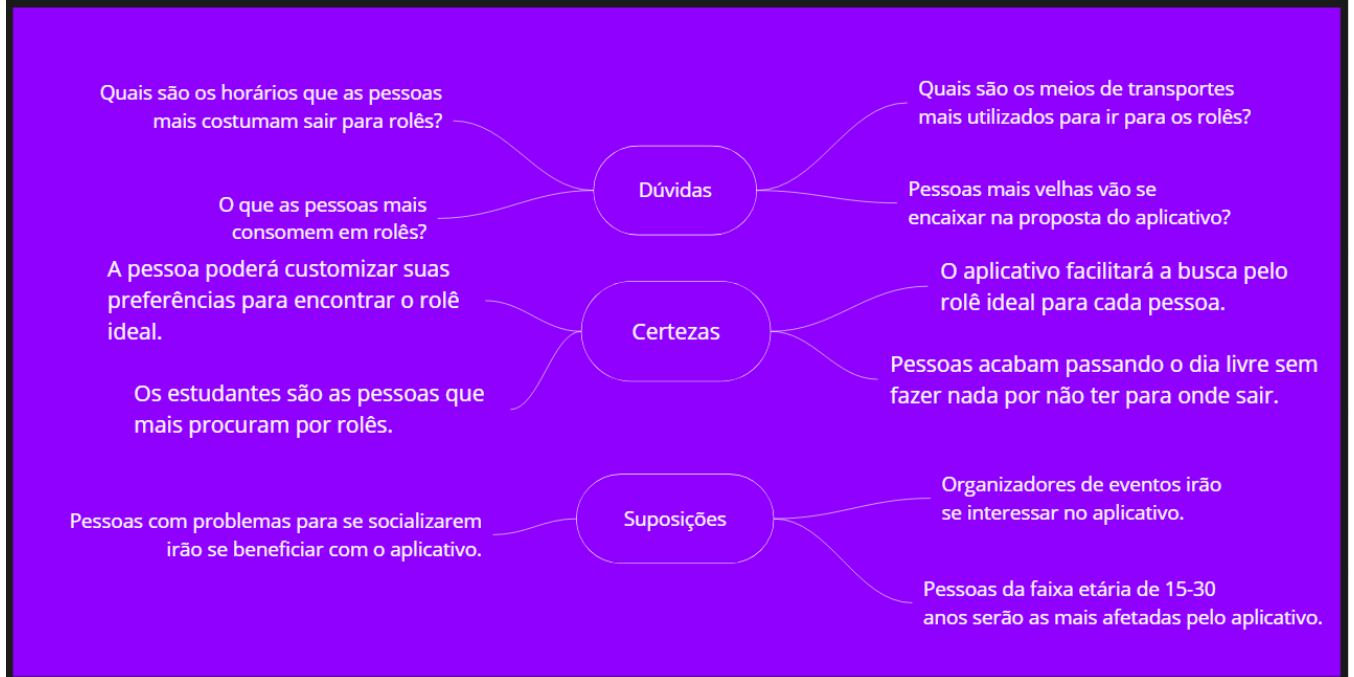 Quais são os horários que as pessoas
mais costumam sair para rolês?
O que as pessoas mais
consomem em rolês?
Dúvidas
Quais são os meios de transportes
mais utilizados para ir para os rolês?
Pessoas mais velhas vão se
encaixar na proposta do aplicativo?
A pessoa poderá customizar suas
preferências para encontrar o rolê
ideal.
Os estudantes são as pessoas que
mais procuram por rolês.
Certezas
O aplicativo facilitará a busca pelo
rolê ideal para cada pessoa.
Pessoas acabam passando o dia livre sem
fazer nada por não ter para onde sair.
Pessoas com problemas para se socializarem
irão se beneficiar com o aplicativo.
Suposições
Organizadores de eventos irão
se interessar no aplicativo.
Pessoas da faixa etária de 15-30
anos serão as mais afetadas pelo aplicativo.